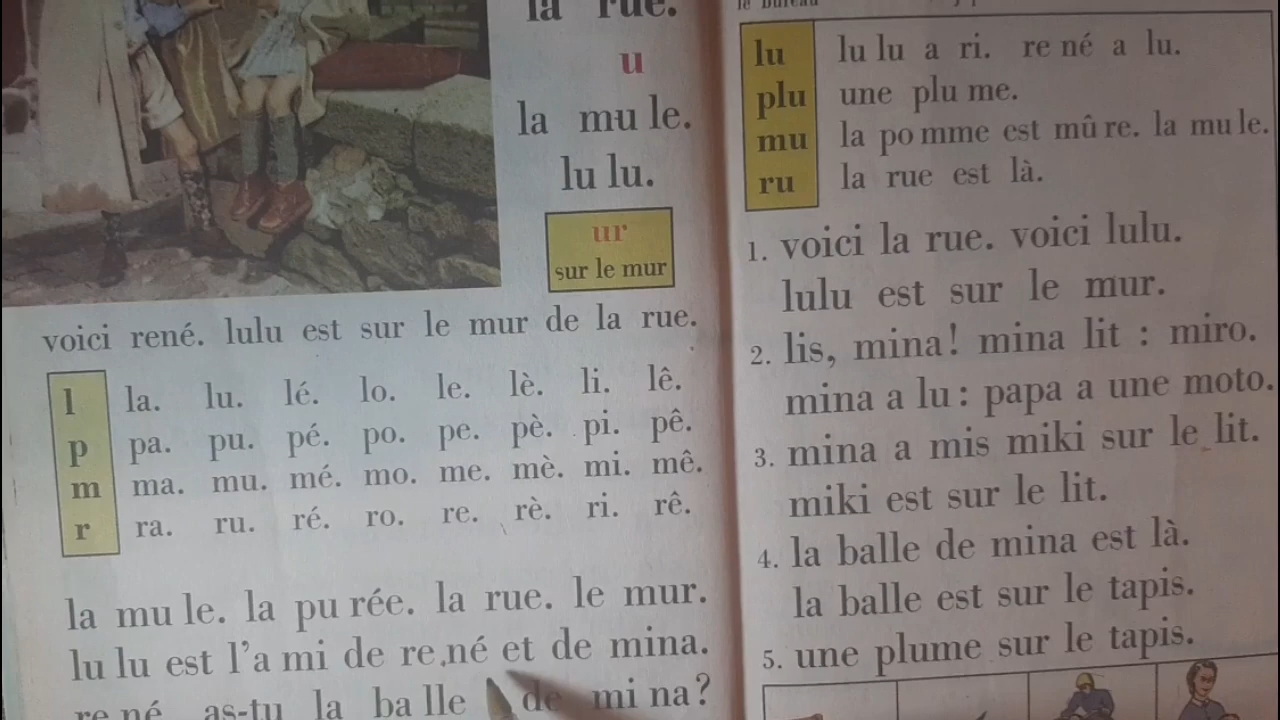 la rue.
u
la mu le.
lu lu.
ur
sur le mur
voici rené. lulu est sur le mur de la rue.
l la. lu. lé. lo. le. lè. li. lê.
p pa. pu. pé. po. pe. pè. pi. pê.
m ma. mu. mé. mo. me. mè. mi. mê.
r ra. ru. ré. ro. re. rè. ri. rê.
la mu le. la pu rée. la rue. le mur.
lu lu est l'a mi de re né et de mina.
re né as-tu la ba lle de mi na?
le bureau
lu lu lu a ri. re né a lu.
plu une plu me.
mu la po mme est mû re. la mu le.
ru la rue est là.
1. voici la rue. voici lulu.
lulu est sur le mur.
2. lis, mina! mina lit : miro.
mina a lu : papa a une moto.
3. mina a mis miki sur le lit.
miki est sur le lit.
4. la balle de mina est là.
la balle est sur le tapis.
5. une plume sur le tapis.